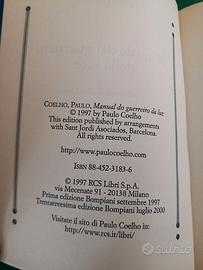 COELHO, PAULO, Manual do guerreiro da luz
© 1997 by Paulo Coelho
This edition published by arrangements
with Sant Jordi Asociados, Barcelona.
All rights reserved.
http://www.paulocoelho.com
ISBN 88-452-3183-6
© 1997 RCS Libri S.p.A.
via Mecenate 91 - 20138 Milano
Prima edizione Bompiani settembre 1997
Trentatreesima edizione Bompiani luglio 2000
Visitate il sito di Paulo Coelho in:
http://www.rcs.it/libri/
subito